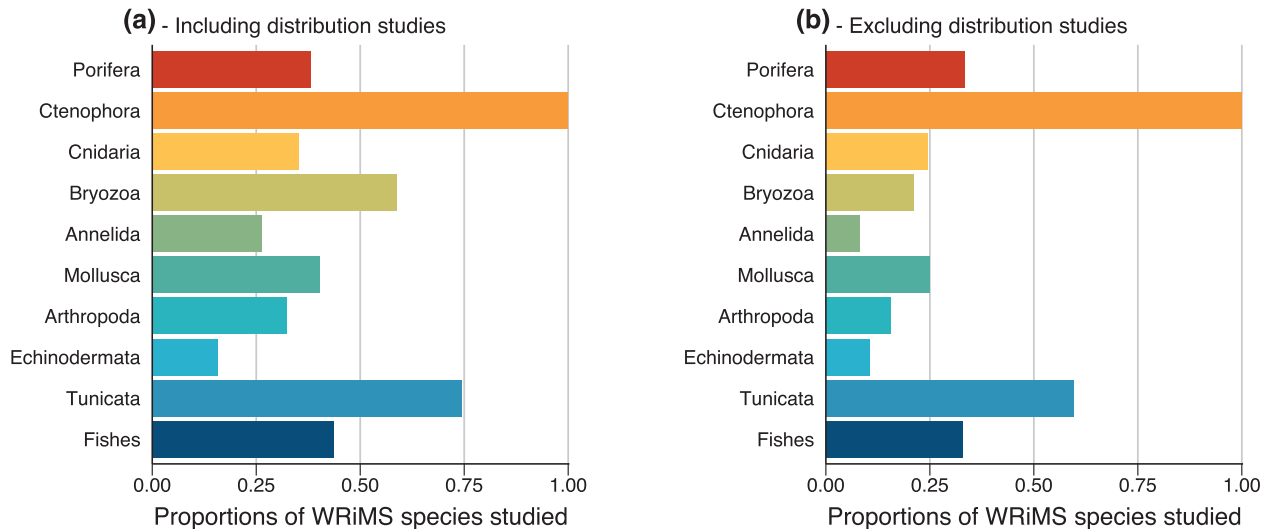 (a) - Including distribution studies
Porifera
Ctenophora
Cnidaria
Bryozoa
Annelida
Mollusca
Arthropoda
Echinodermata
Tunicata
Fishes
0.00 0.25 0.50 0.75 1.00
Proportions of WRiMS species studied
(b) - Excluding distribution studies
Porifera
Ctenophora
Cnidaria
Bryozoa
Annelida
Mollusca
Arthropoda
Echinodermata
Tunicata
Fishes
0.00 0.25 0.50 0.75 1.00
Proportions of WRiMS species studied